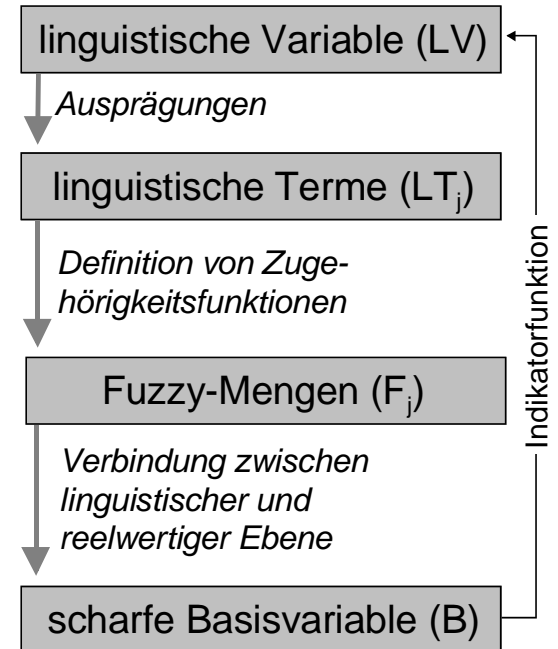 linguistische Variable (LV)
Ausprägungen
linguistische Terme (LTj)
Definition von Zuge-
hörigkeitsfunktionen
Fuzzy-Mengen (Fj)
Verbindung zwischen
linguistischer und
reelwertiger Ebene
scharfe Basisvariable (B)
Indikatorfunktion